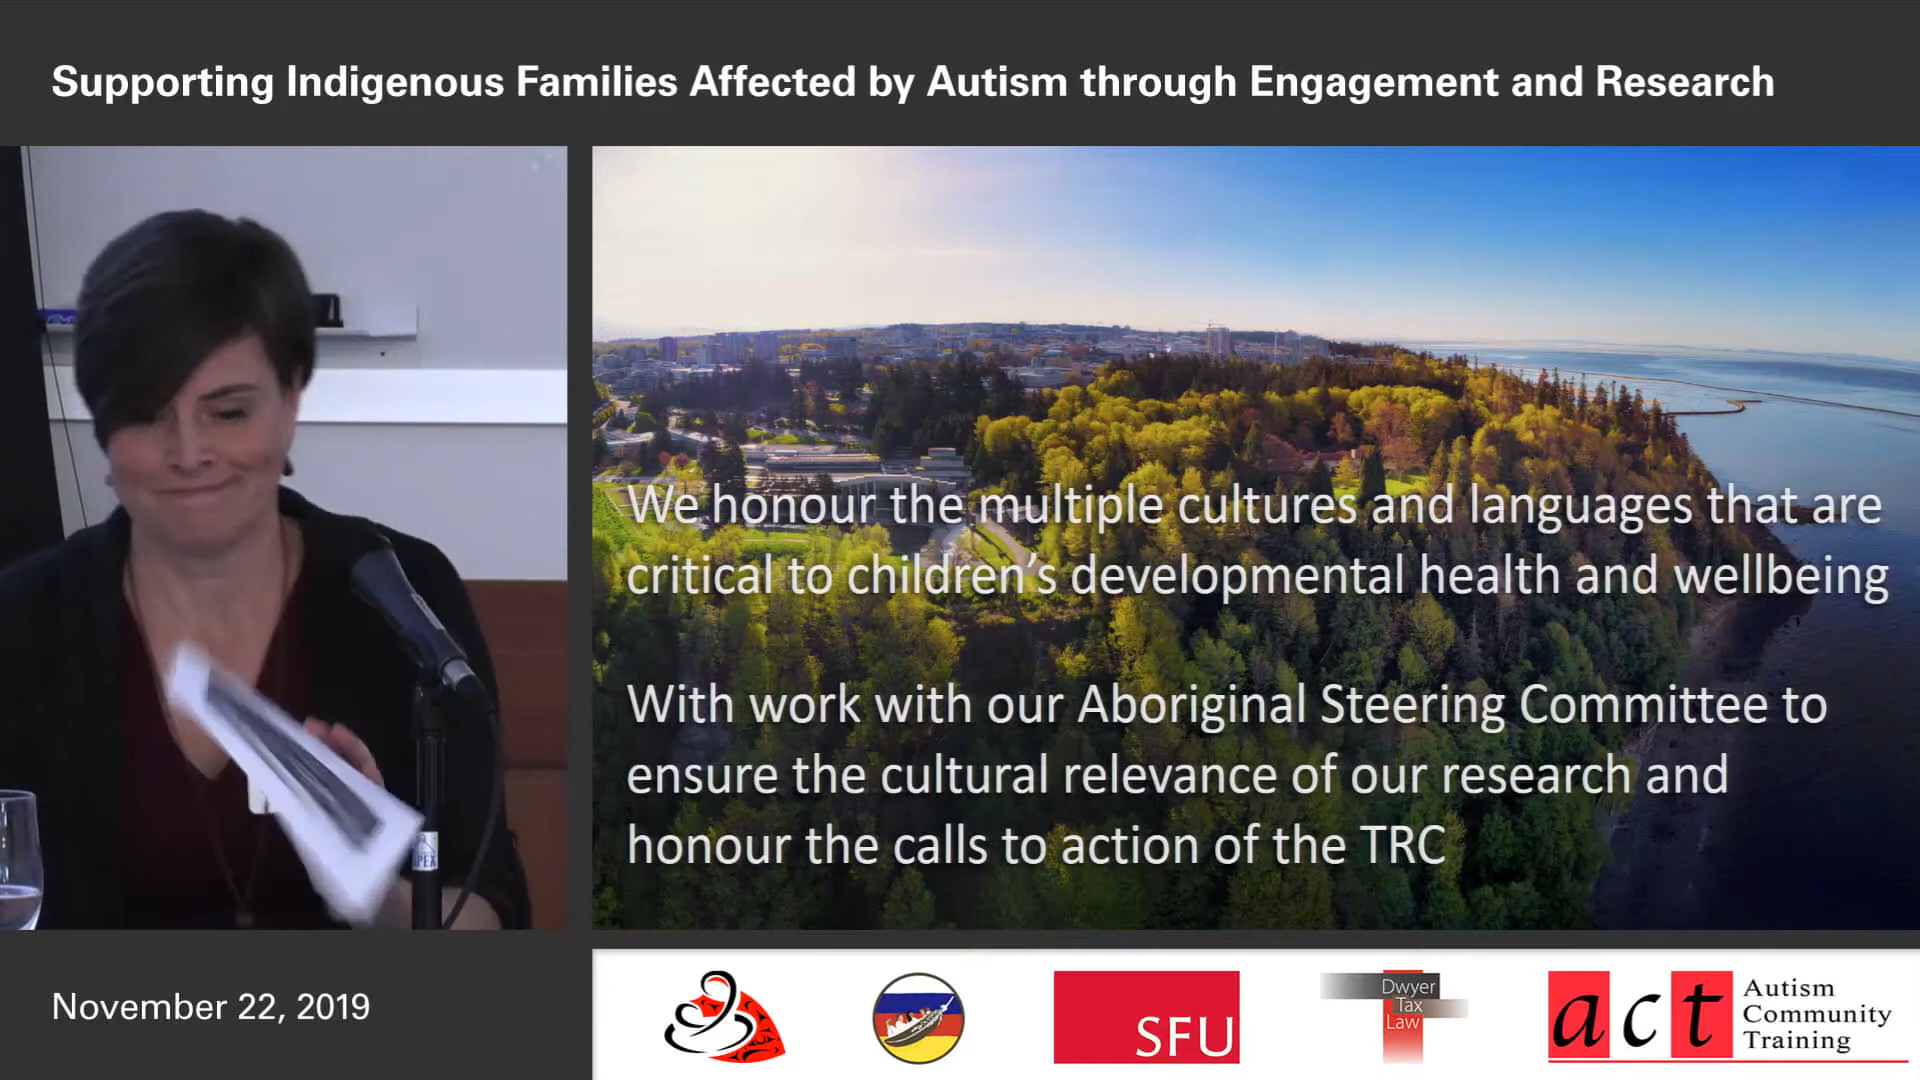 Supporting Indigenous Families Affected by Autism through Engagement and Research
We honour the multiple cultures and languages that are
critical to children's developmental health and wellbeing
With work with our Aboriginal Steering Committee to
ensure the cultural relevance of our research and
honour the calls to action of the TRC
APEX
November 22, 2019
SFU
Dwyer
Tax
Law
act
Autism
Community
Training